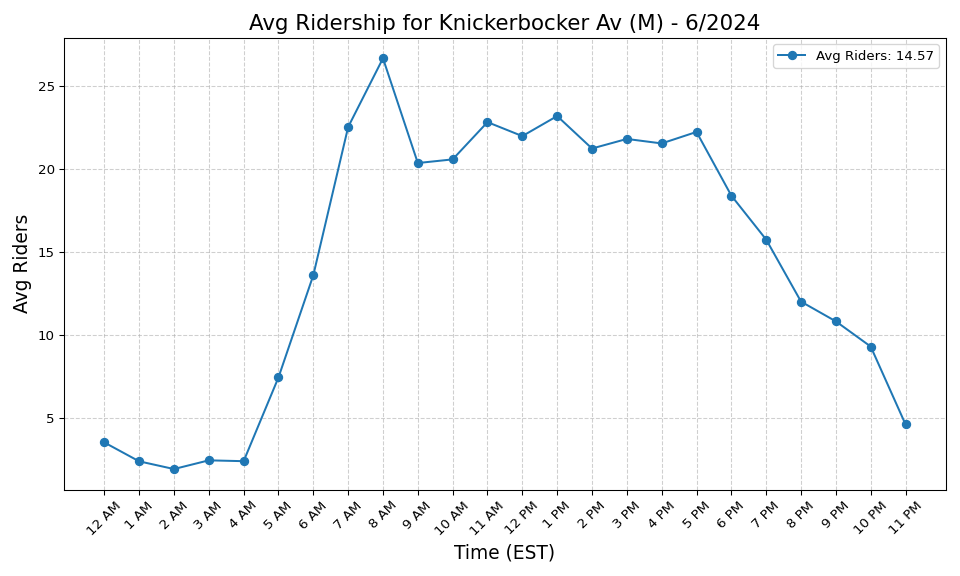 Avg Ridership for Knickerbocker Av (M) - 6/2024
Avg Riders: 14.57
Avg Riders
25
20
15
10
5
12 AM 1 AM 2 AM 3 AM 4 AM 5 AM 6 AM 7 AM 8 AM 9 AM 10 AM 11 AM 12 PM 1 PM 2 PM 3 PM 4 PM 5 PM 6 PM 7 PM 8 PM 9 PM 10 PM 11 PM
Time (EST)